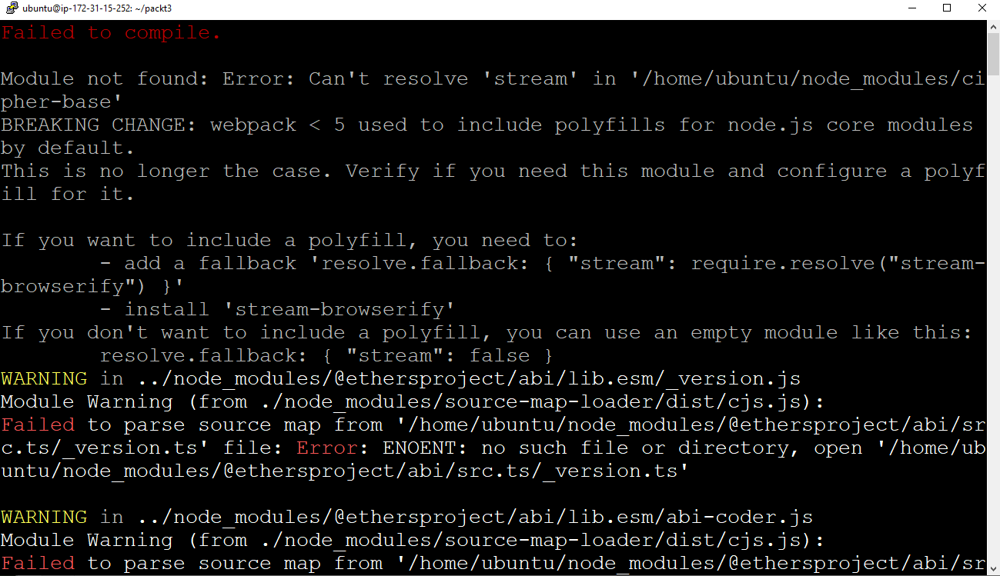 ubuntu@ip-172-31-15-252: ~/packt3
Failed to compile.
Module not found: Error: Can't resolve 'stream' in '/home/ubuntu/node_modules/ci
pher-base'
BREAKING CHANGE: webpack < 5 used to include polyfills for node.js core modules
by default.
This is no longer the case. Verify if you need this module and configure a polyf
ill for it.
If you want to include a polyfill, you need to:
- add a fallback 'resolve.fallback: { "stream": require.resolve("stream-
browserify") }'
- install 'stream-browserify'
If you don't want to include a polyfill, you can use an empty module like this:
resolve.fallback: { "stream": false }
WARNING in ../node_modules/@ethersproject/abi/lib.esm/_version.js
Module Warning (from ./node_modules/source-map-loader/dist/cjs.js):
Failed to parse source map from '/home/ubuntu/node_modules/@ethersproject/abi/sr
c.ts/_version.ts' file: Error: ENOENT: no such file or directory, open '/home/ub
untu/node_modules/@ethersproject/abi/src.ts/_version.ts'
WARNING in ../node_modules/@ethersproject/abi/lib.esm/abi-coder.js
Module Warning (from ./node_modules/source-map-loader/dist/cjs.js):
Failed to parse source map from '/home/ubuntu/node_modules/@ethersproject/abi/sr